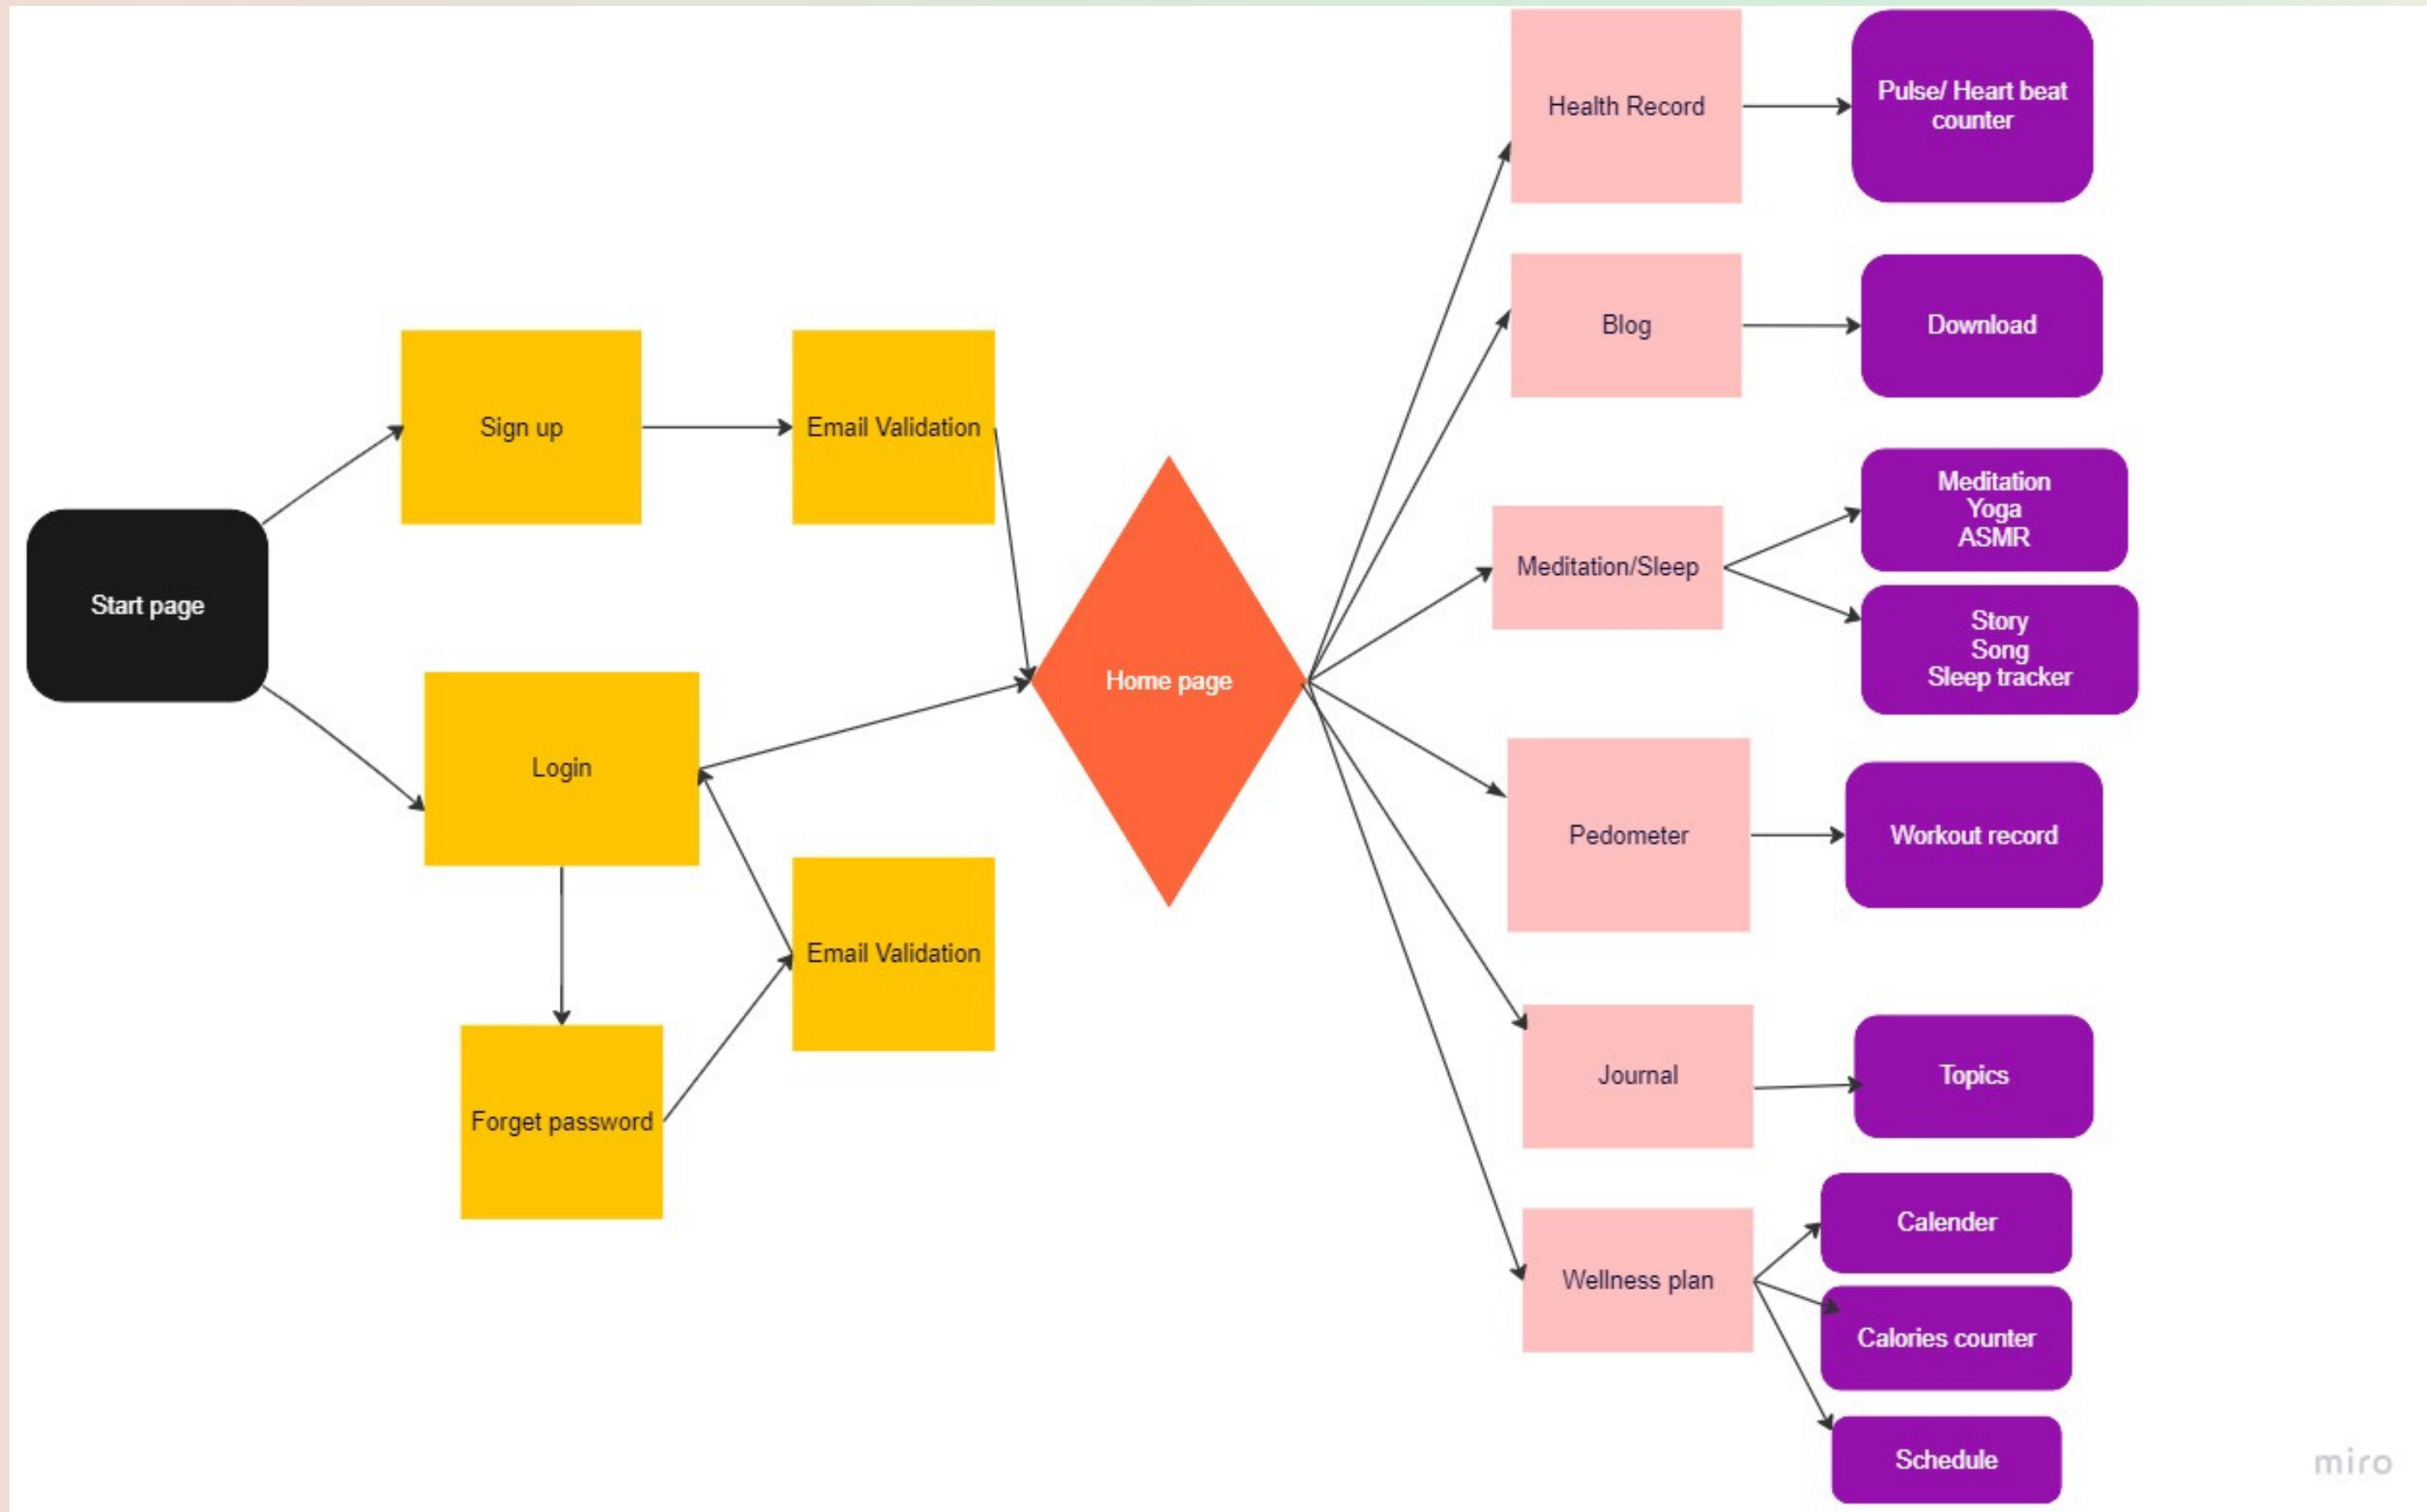 Start page
Sign up
Email Validation
Login
Forget password
Email Validation
Home page
Health Record
Pulse/ Heart beat
counter
Blog
Download
Meditation/Sleep
Meditation
Yoga
ASMR
Story
Song
Sleep tracker
Pedometer
Workout record
Journal
Topics
Wellness plan
Calender
Calories counter
Schedule
miro